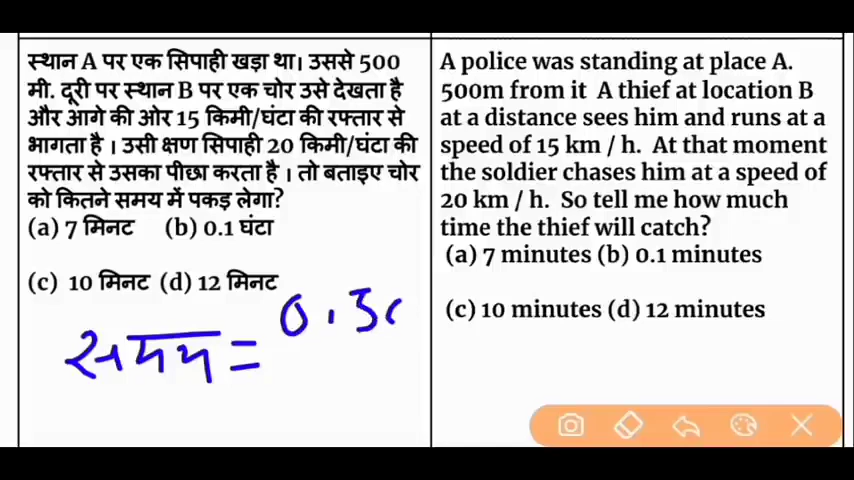 स्थान A पर एक सिपाही खड़ा था। उससे 500
मी. दूरी पर स्थान B पर एक चोर उसे देखता है
और आगे की ओर 15 किमी/घंटा की रफ्तार से
भागता है । उसी क्षण सिपाही 20 किमी/घंटा की
रफ्तार से उसका पीछा करता है । तो बताइए चोर
को कितने समय में पकड़ लेगा?
(a) 7 मिनट (b) 0.1 घंटा
(c) 10 मिनट (d) 12 मिनट
समय =
A police was standing at place A.
500m from it A thief at location B
at a distance sees him and runs at a
speed of 15 km / h. At that moment
the soldier chases him at a speed of
20 km / h. So tell me how much
time the thief will catch?
(a) 7 minutes (b) 0.1 minutes
(c) 10 minutes (d) 12 minutes